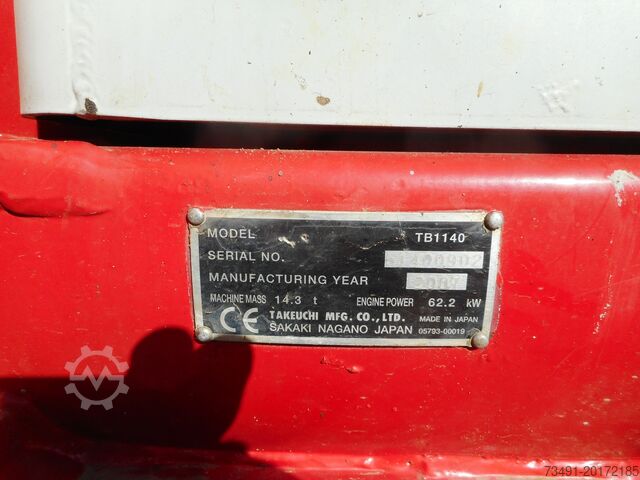 MODEL TB1140
SERIAL NO.
MANUFACTURING YEAR 2007
MACHINE MASS 14.3 t ENGINE POWER 62.2 kW
CE TAKEUCHI MFG. CO., LTD. MADE IN JAPAN
SAKAKI NAGANO JAPAN 05793-00019
73491-20172185